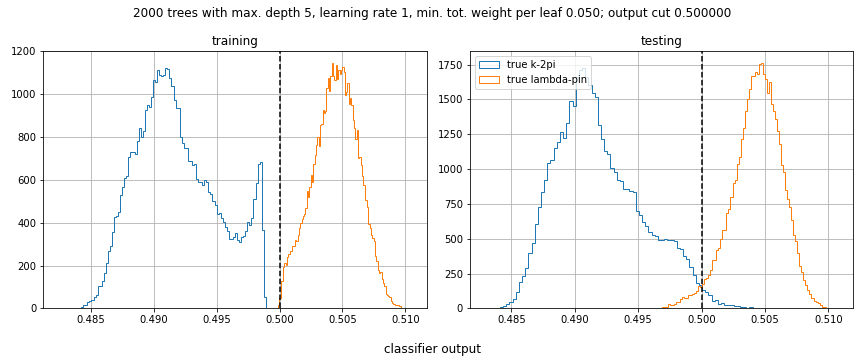 2000 trees with max. depth 5, learning rate 1, min. tot. weight per leaf 0.050; output cut 0.500000
training
1200
1000
800
600
400
200
0
0.485 0.490 0.495 0.500 0.505 0.510
testing
true k-2pi
true lambda-pin
1750
1500
1250
1000
750
500
250
0
0.485 0.490 0.495 0.500 0.505 0.510
classifier output